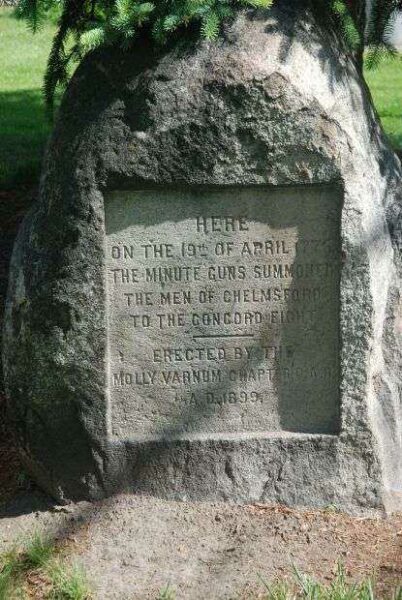 HERE
ON THE 19TH OF APRIL 1775
THE MINUTE GUNS SUMMONED
THE MEN OF CHELMSFORD
TO THE CONCORD FIGHT
ERECTED BY THE
MOLLY VARNUM CHAPTER D.A.R.
A.D. 1899.